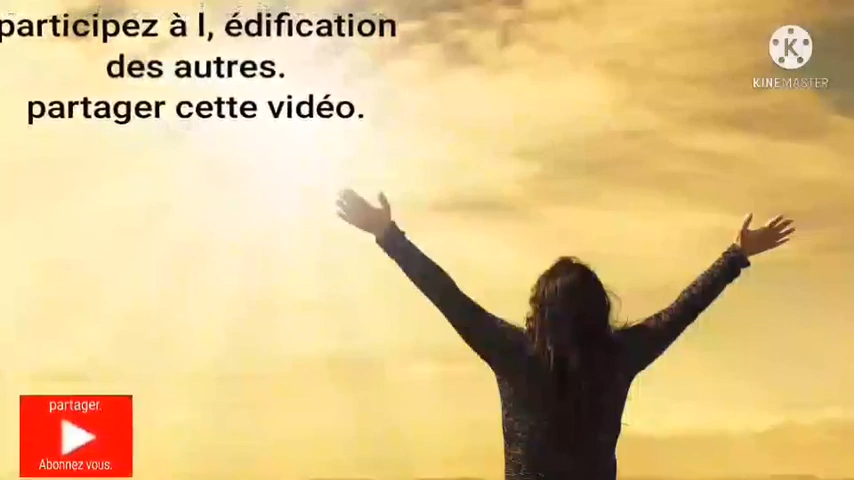 participez à l, édification
des autres.
partager cette vidéo.
K
KINEMASTER
partager.
Abonnez vous.